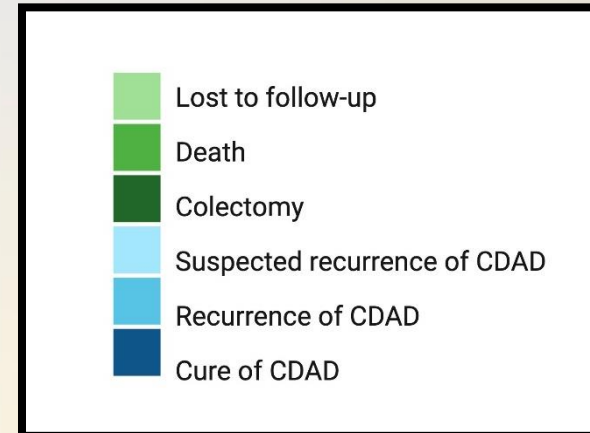 Lost to follow-up
Death
Colectomy
Suspected recurrence of CDAD
Recurrence of CDAD
Cure of CDAD